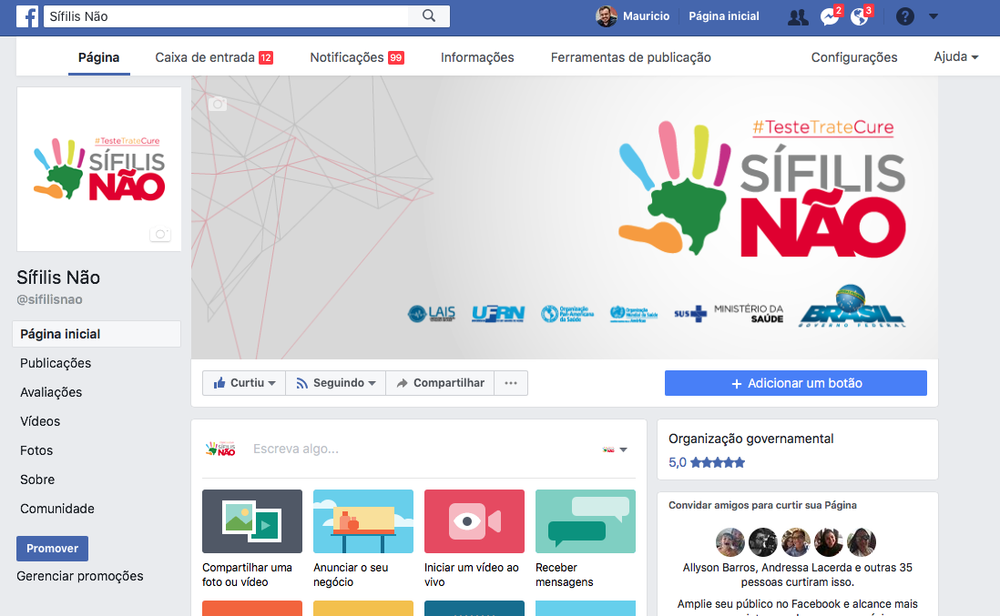 Sífilis Não
Mauricio
Página inicial
2
3
Página
Caixa de entrada 12
Notificações 99
Informações
Ferramentas de publicação
Configurações
Ajuda
#TesteTrateCure
SÍFILIS
NÃO
#TesteTrateCure
SÍFILIS
NÃO
LAIS
UFRN
Organização
Pan-Americana
da Saúde
Organização
Mundial da Saúde
SUS
MINISTÉRIO DA
SAÚDE
BRASIL
GOVERNO FEDERAL
Sífilis Não
@sifilisnao
Página inicial
Publicações
Avaliações
Vídeos
Fotos
Sobre
Comunidade
Promover
Gerenciar promoções
Curtiu
Seguindo
Compartilhar
...
+ Adicionar um botão
SÍFILIS
NÃO
Escreva algo...
Compartilhar uma
foto ou vídeo
Anunciar o seu
negócio
Iniciar um vídeo ao
vivo
Receber
mensagens
Organização governamental
5,0
Convidar amigos para curtir sua Página
Allyson Barros, Andressa Lacerda e outras 35
pessoas curtiram isso.
Amplie seu público no Facebook e alcance mais